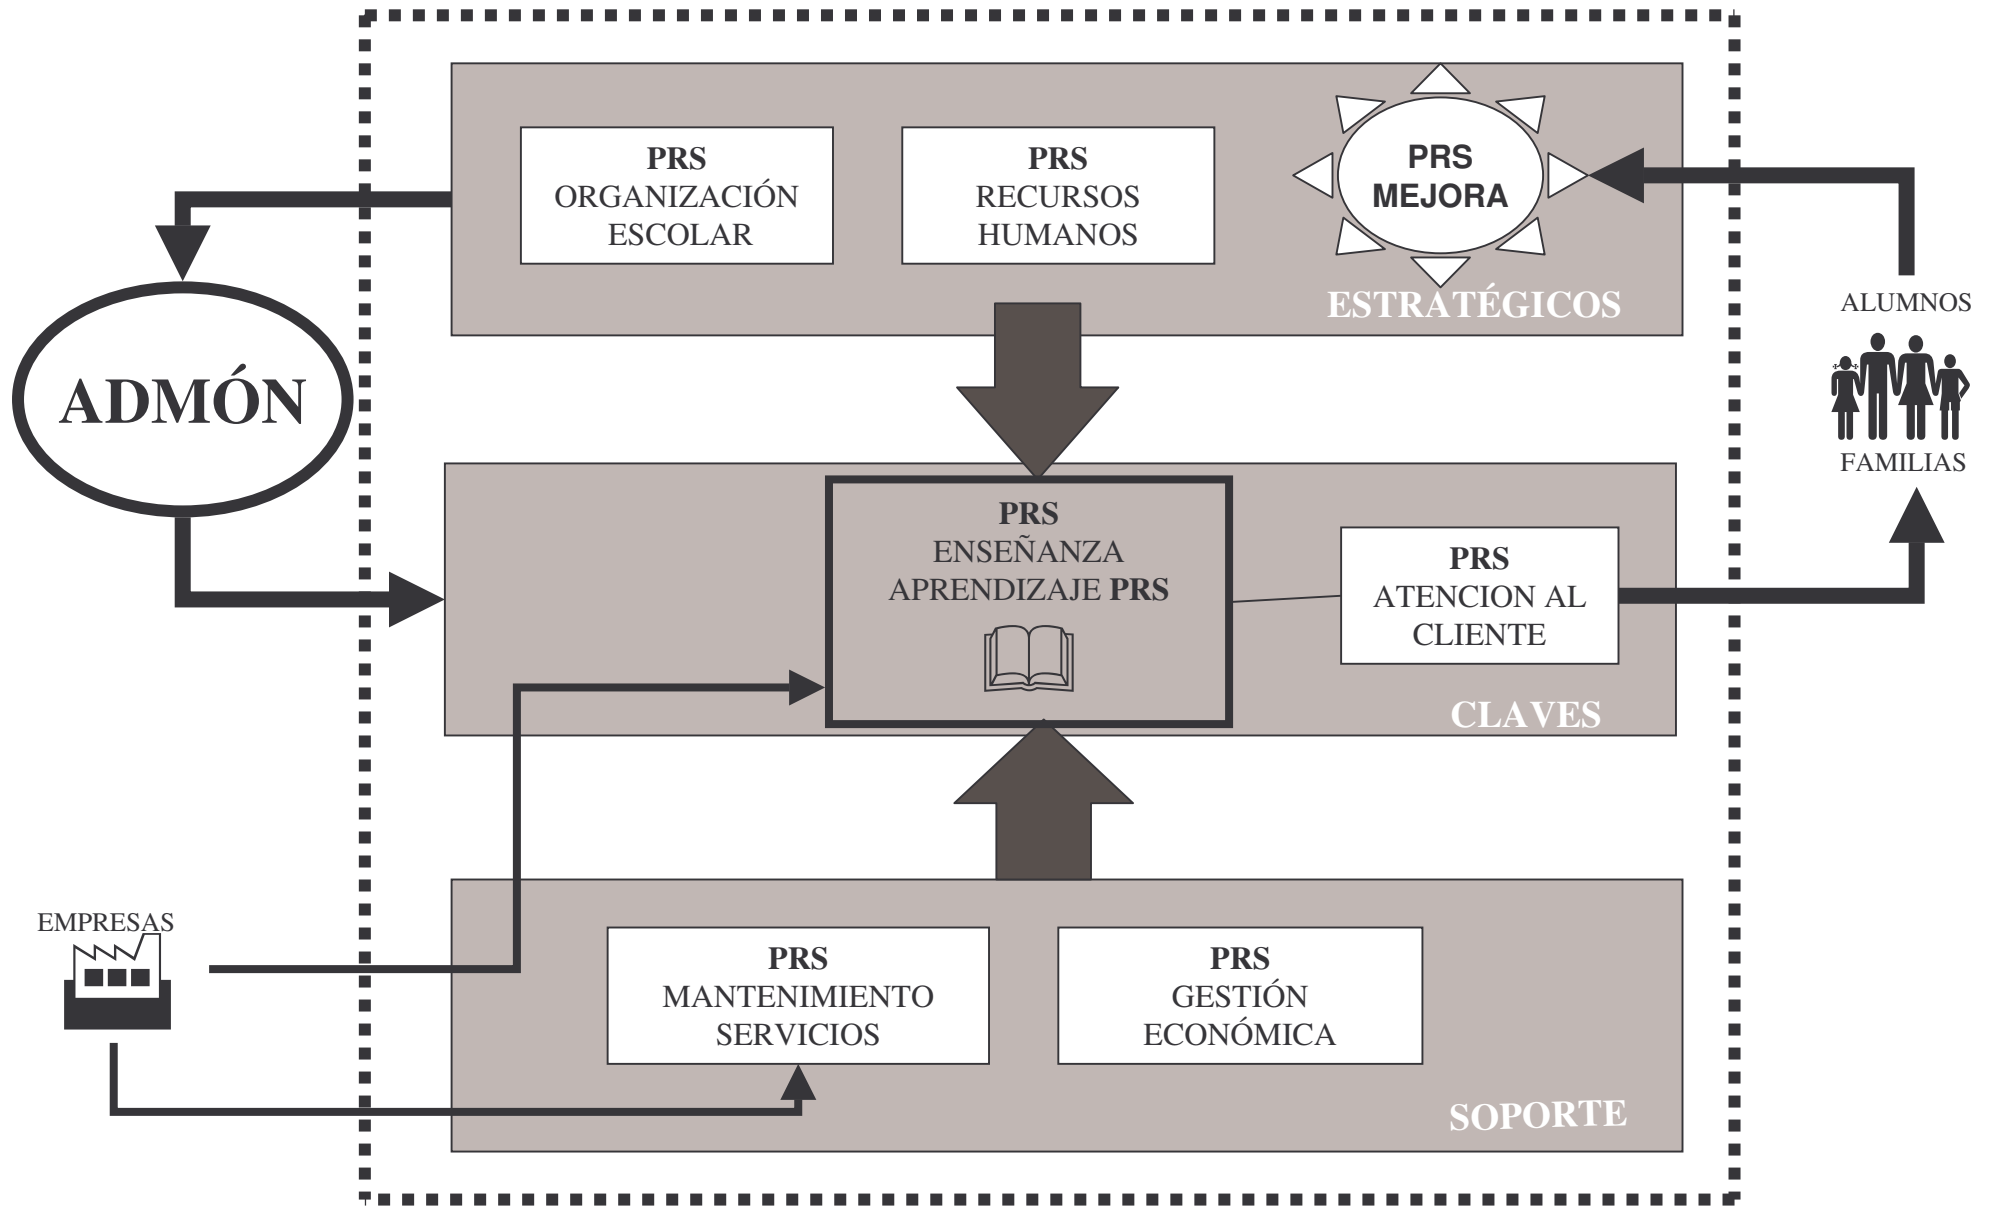 PRS
ORGANIZACIÓN
ESCOLAR
PRS
RECURSOS
HUMANOS
PRS
MEJORA
ESTRATÉGICOS
ALUMNOS
FAMILIAS
ADMÓN
PRS
ENSEÑANZA
APRENDIZAJE PRS
PRS
ATENCION AL
CLIENTE
CLAVES
EMPRESAS
PRS
MANTENIMIENTO
SERVICIOS
PRS
GESTIÓN
ECONÓMICA
SOPORTE